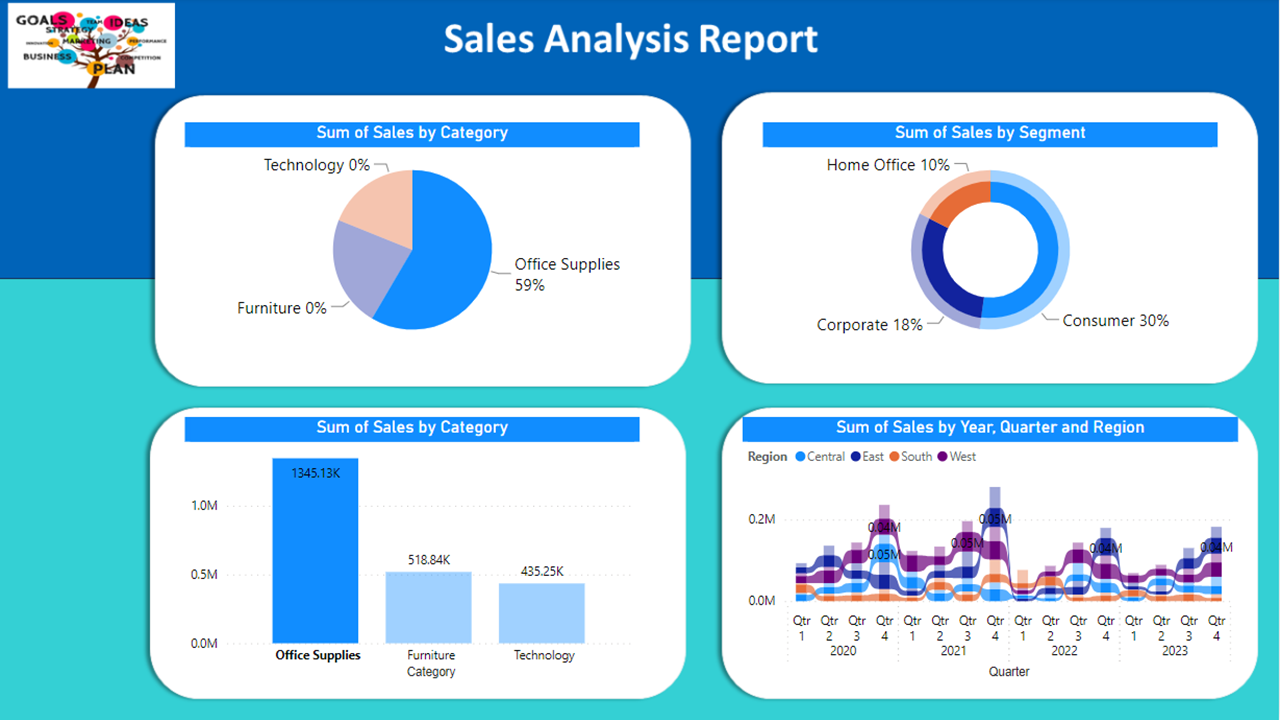 GOALS
TEAM
IDEAS
STRATEGY
INNOVATION
MARKETING
PERFORMANCE
BUSINESS
COMPETITION
PLAN
Sales Analysis Report
Sum of Sales by Category
Technology 0%
Office Supplies
59%
Furniture 0%
Sum of Sales by Segment
Home Office 10%
Corporate 18%
Consumer 30%
Sum of Sales by Category
1345.13K
1.0M
518.84K
0.5M
435.25K
0.0M
Office Supplies
Furniture
Technology
Category
Sum of Sales by Year, Quarter and Region
Region Central East South West
0.2M
0.04M
0.05M
0.05M
0.05M
0.04M
0.04M
0.0M
Qtr Qtr Qtr Qtr Qtr Qtr Qtr Qtr Qtr Qtr Qtr Qtr Qtr Qtr Qtr Qtr
1 2 3 4 1 2 3 4 1 2 3 4 1 2 3 4
2020 2021 2022 2023
Quarter